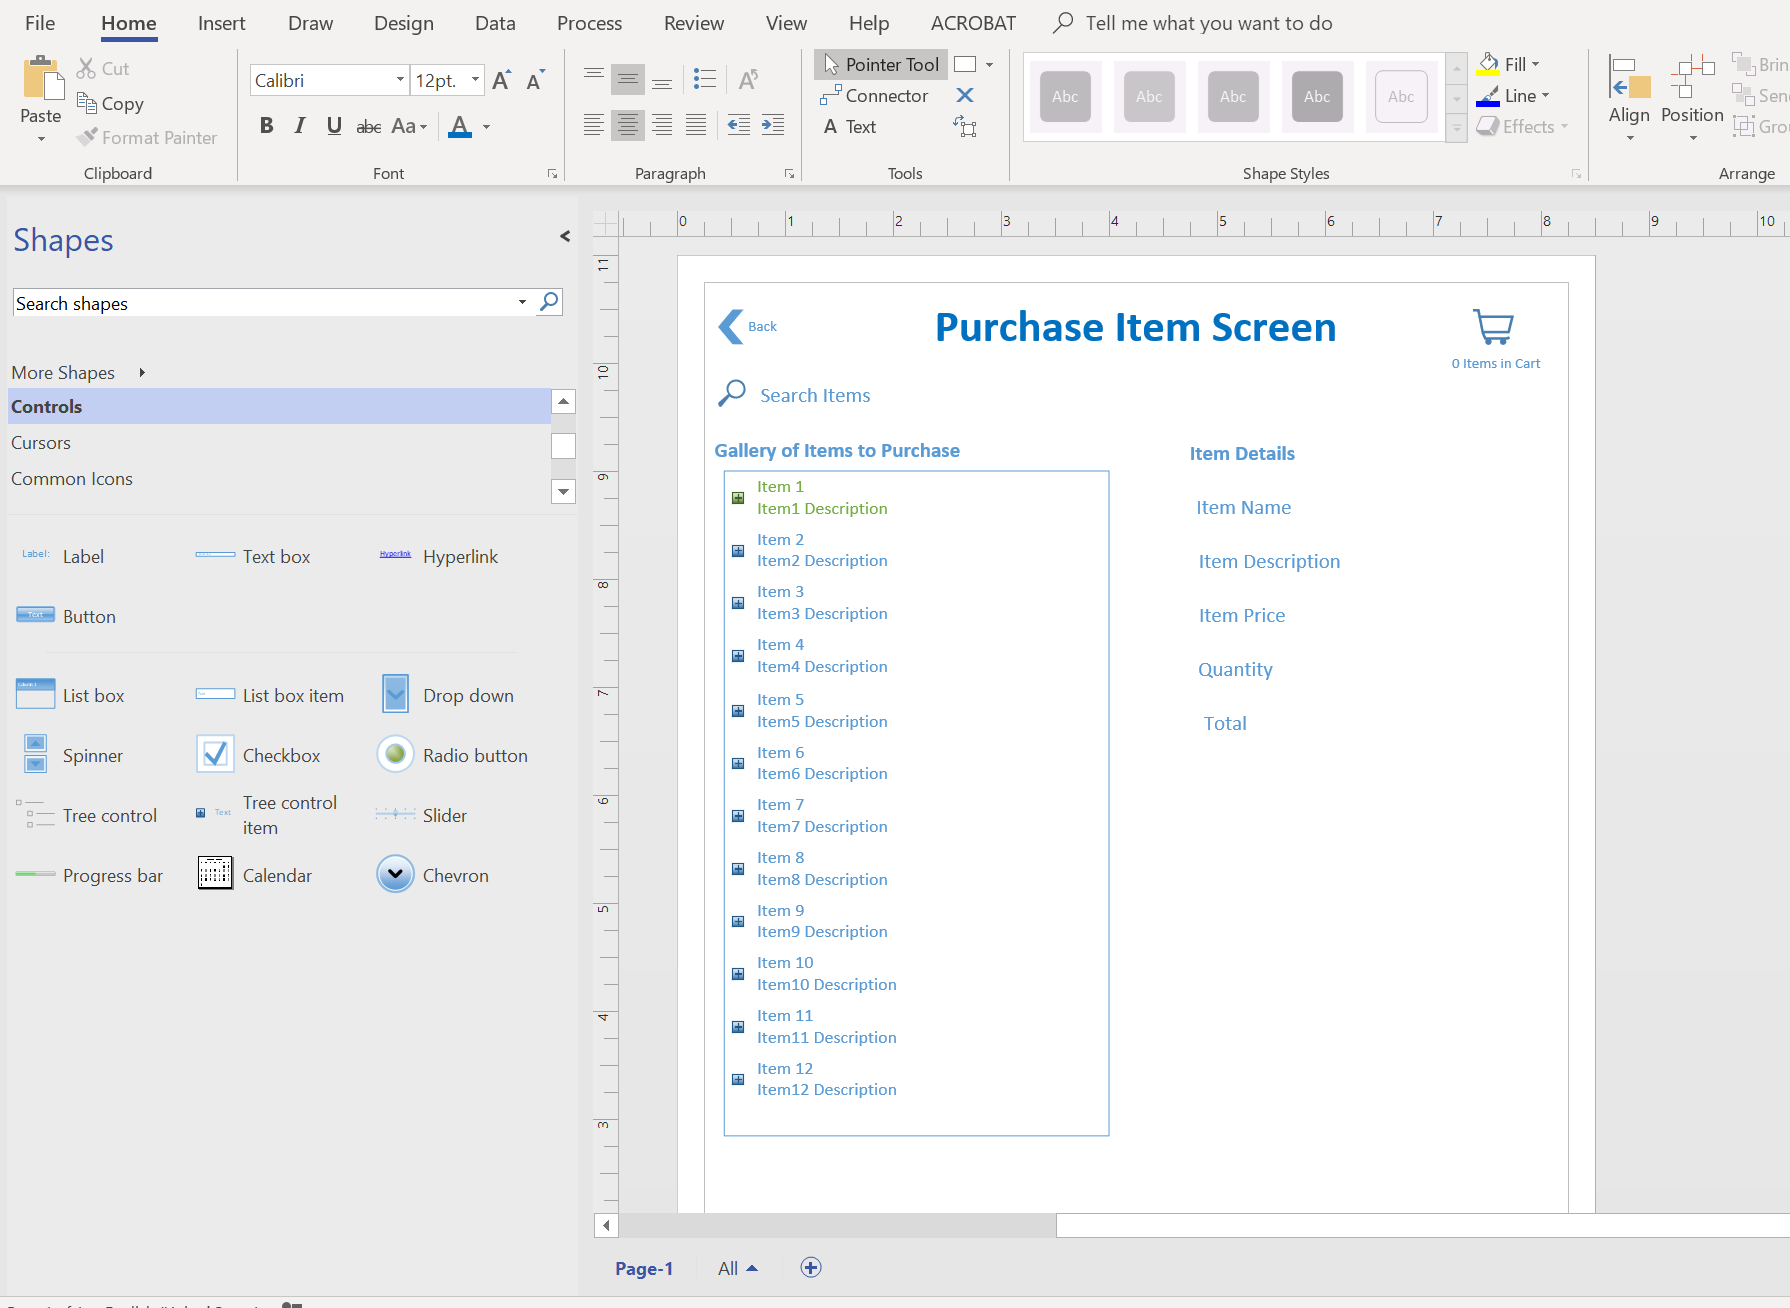 File Home Insert Draw Design Data Process Review View Help ACROBAT Tell me what you want to do
Paste
Cut
Copy
Format Painter
Clipboard
Calibri 12pt. A A
B I U abc Aa A
Font
A
Paragraph
Pointer Tool
Connector
A Text
Tools
Abc Abc Abc Abc Abc
Shape Styles
Fill
Line
Effects
Align Position
Arrange
Shapes
Search shapes
More Shapes
Controls
Cursors
Common Icons
Label: Label
Text box
Hyperlink Hyperlink
Text Button
List box
List box item
Drop down
Spinner
Checkbox
Radio button
Tree control
Text Tree control item
Slider
Progress bar
Calendar
Chevron
0 1 2 3 4 5 6 7 8 9 10
11
10
9
8
7
6
5
4
3
Back
Purchase Item Screen
0 Items in Cart
Search Items
Gallery of Items to Purchase
Item 1
Item1 Description
Item 2
Item2 Description
Item 3
Item3 Description
Item 4
Item4 Description
Item 5
Item5 Description
Item 6
Item6 Description
Item 7
Item7 Description
Item 8
Item8 Description
Item 9
Item9 Description
Item 10
Item10 Description
Item 11
Item11 Description
Item 12
Item12 Description
Item Details
Item Name
Item Description
Item Price
Quantity
Total
Page-1 All